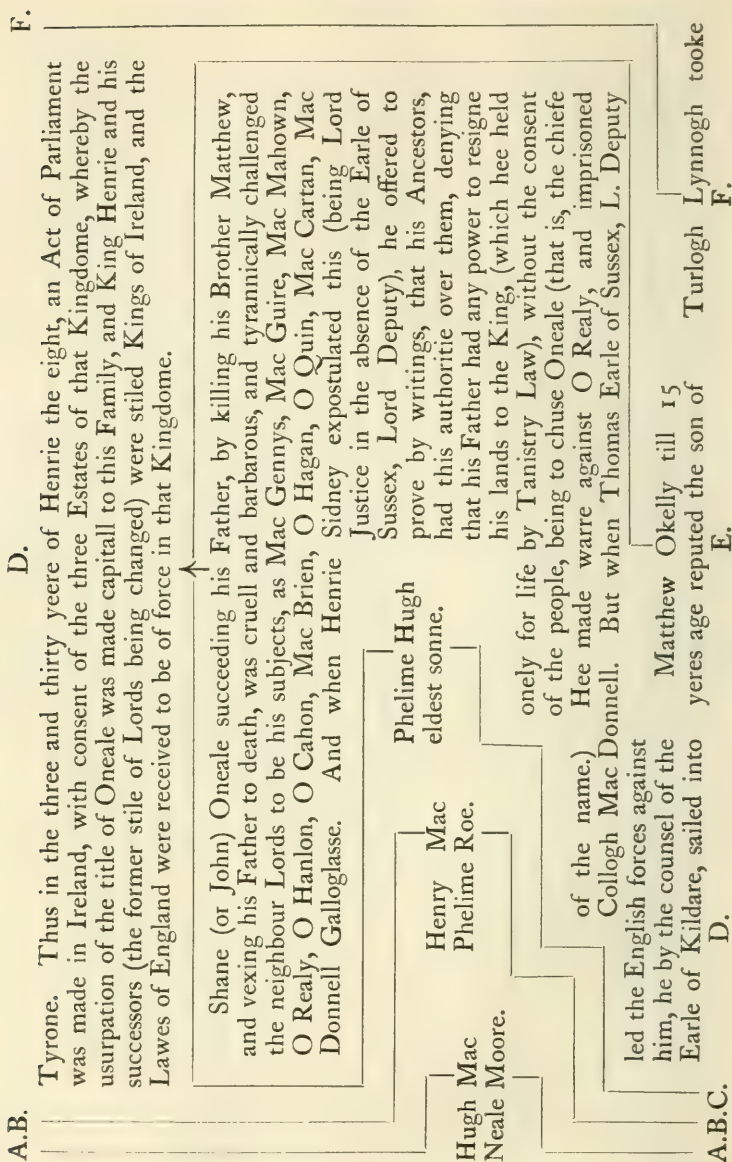 A.B. D. F.
Tyrone. Thus in the three and thirty yeere of Henrie the eight, an Act of Parliament
was made in Ireland, with consent of the three Estates of that Kingdome, whereby the
usurpation of the title of Oneale was made capitall to this Family, and King Henrie and his
successors (the former stile of Lords being changed) were stiled Kings of Ireland, and the
Lawes of England were received to be of force in that Kingdome.
Shane (or John) Oneale succeeding his Father, by killing his Brother Matthew,
and vexing his Father to death, was cruell and barbarous, and tyrannically challenged
the neighbour Lords to be his subjects, as Mac Gennys, Mac Guire, Mac Mahown,
O Realy, O Hanlon, O Cahon, Mac Brien, O Hagan, O Quin, Mac Cartan, Mac
Donnell Galloglasse. And when Henrie Sidney expostulated this (being Lord
Justice in the absence of the Earle of
Sussex, Lord Deputy), he offered to
prove by writings, that his Ancestors,
had this authoritie over them, denying
that his Father had any power to resigne
his lands to the King, (which hee held
onely for life by Tanistry Law), without the consent
of the people, being to chuse Oneale (that is, the chiefe
of the name.) Hee made warre against O Realy, and imprisoned
Collogh Mac Donnell. But when Thomas Earle of Sussex, L. Deputy
led the English forces against
him, he by the counsel of the
Earle of Kildare, sailed into
D.
Hugh Mac
Neale Moore.
Henry Mac
Phelime Roe.
Phelime Hugh
eldest sonne.
Matthew Okelly till 15
yeres age reputed the son of
E.
Turlogh Lynnogh tooke
F.
A.B.C.